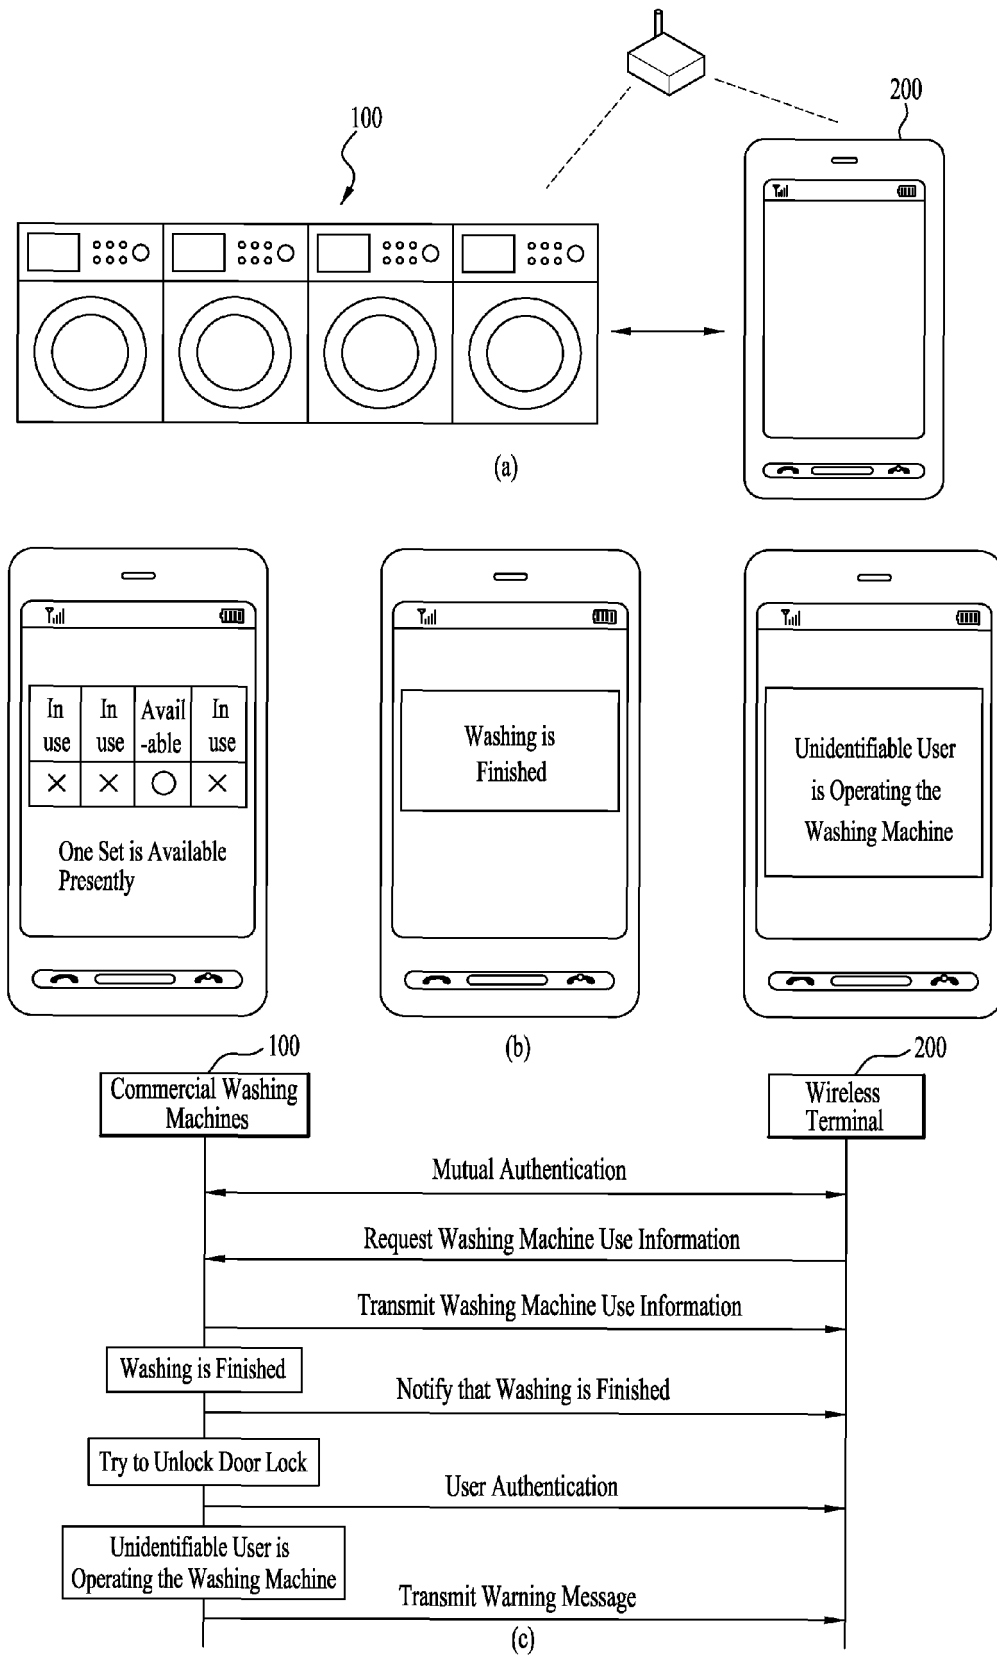 100
200
(a)
In use
In use
Avail-able
In use
× × ○ ×
One Set is Available
Presently
Washing is
Finished
Unidentifiable User
is Operating the
Washing Machine
(b)
100
200
Commercial Washing
Machines
Wireless
Terminal
Mutual Authentication
Request Washing Machine Use Information
Transmit Washing Machine Use Information
Washing is Finished
Notify that Washing is Finished
Try to Unlock Door Lock
User Authentication
Unidentifiable User is
Operating the Washing Machine
Transmit Warning Message
(c)